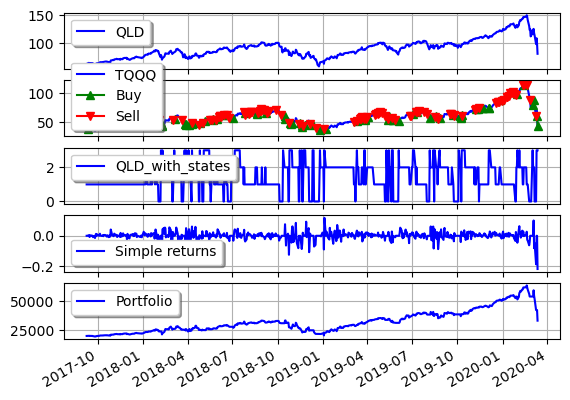 150
QLD
100
TQQQ
100
Buy
50
Sell
QLD_with_states
2
0
0.0
Simple returns
−0.2
Portfolio
50000
25000
2017-10 2018-01 2018-04 2018-07 2018-10 2019-01 2019-04 2019-07 2019-10 2020-01 2020-04